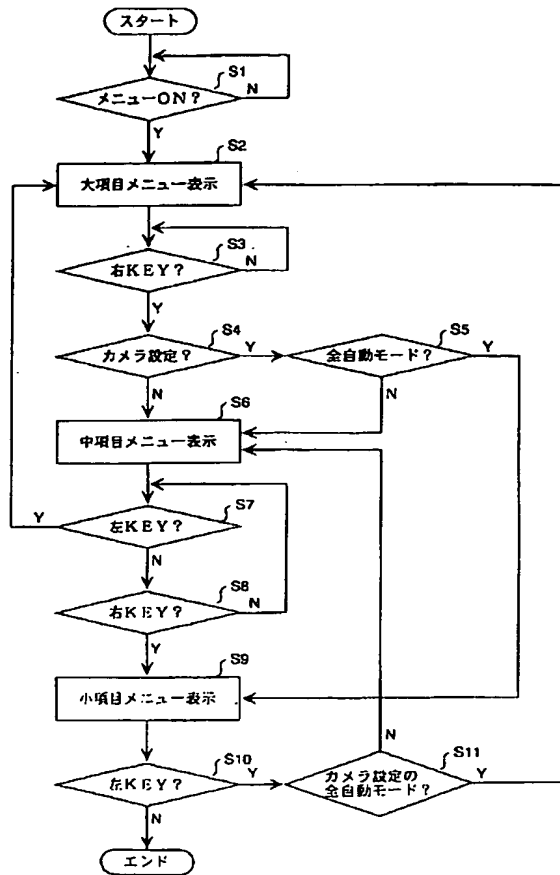 スタート
S1
メニューON?
N
Y
S2
大項目メニュー表示
S3
右KEY?
N
Y
S4
カメラ設定?
Y
S5
全自動モード?
Y
N
N
S6
中項目メニュー表示
S7
左KEY?
Y
N
S8
右KEY?
N
Y
S9
小項目メニュー表示
S10
左KEY?
Y
N
S11
カメラ設定の
全自動モード?
N
Y
エンド